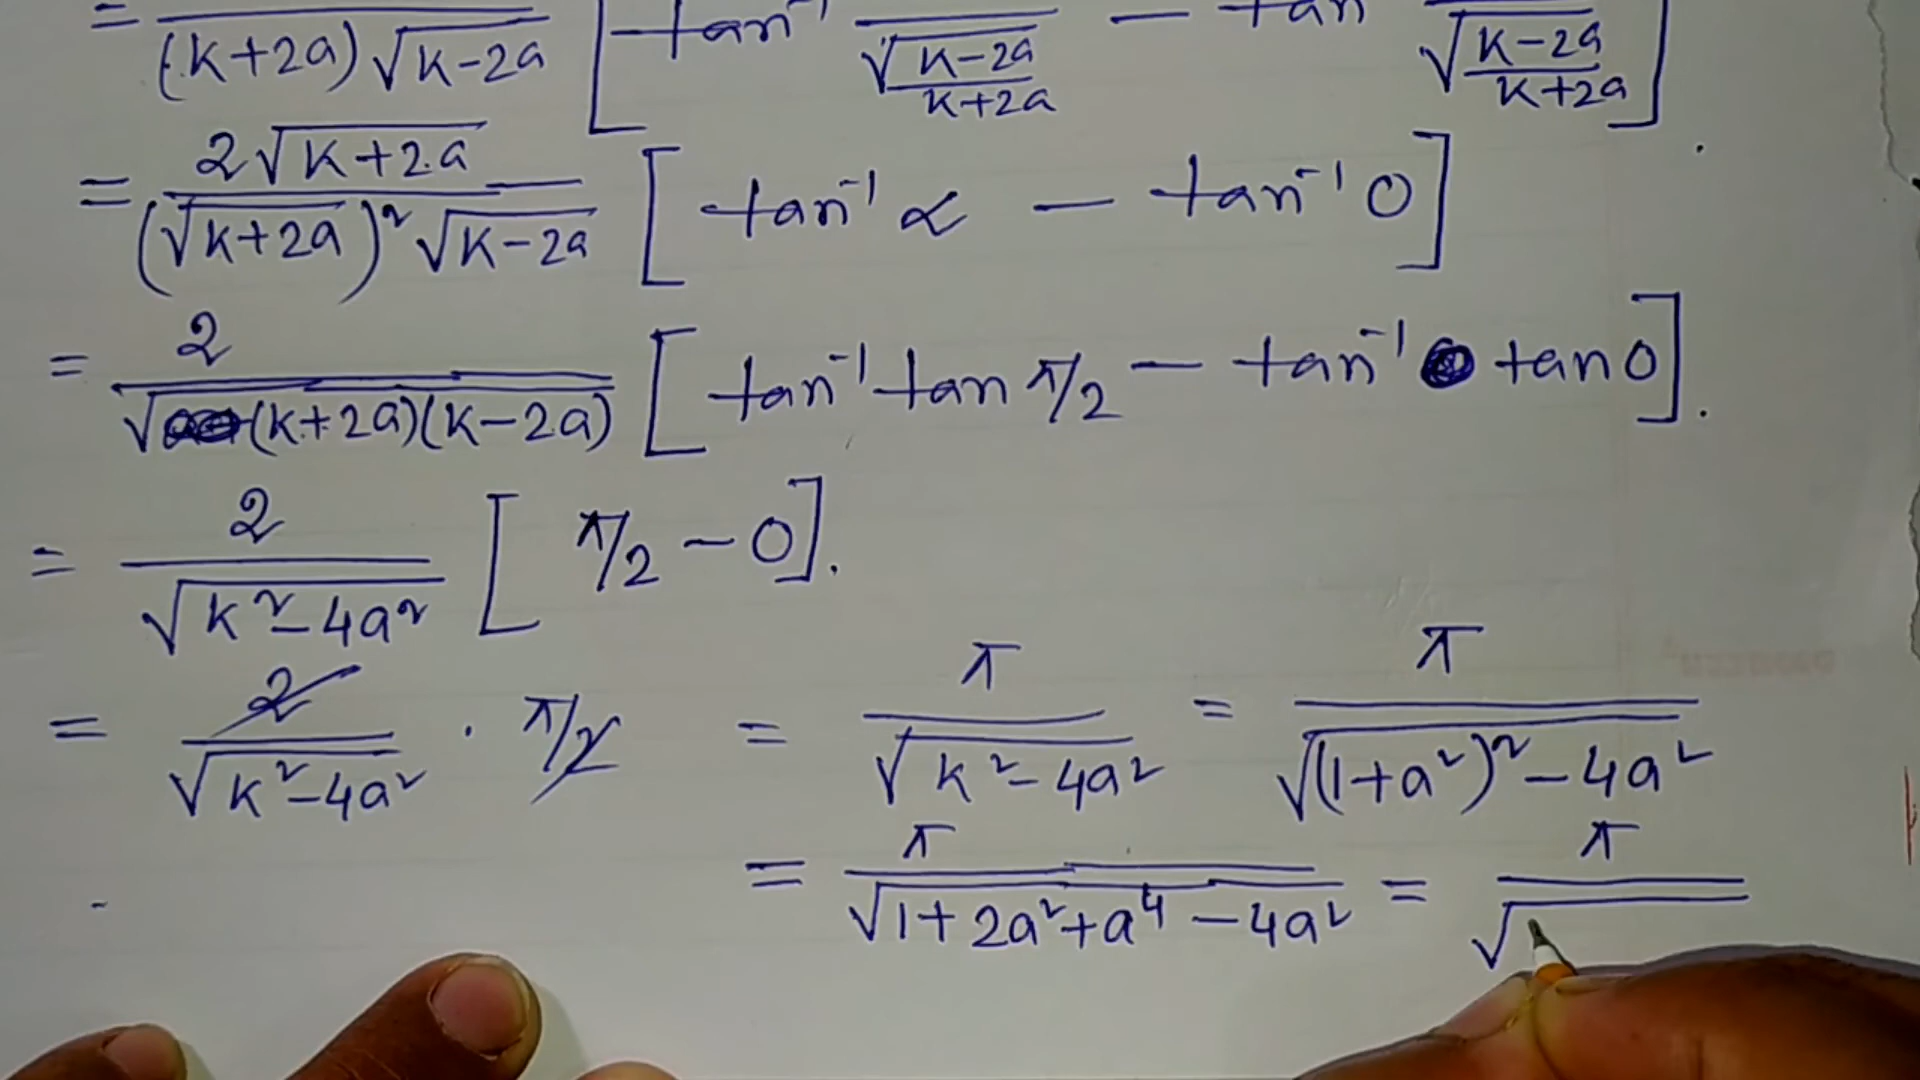 = (k+2a)√k-2a [tan⁻¹ √k-2a/k+2a — tan √k-2a/k+2a]
= 2√k+2a / (√k+2a)²√k-2a [tan⁻¹ ∝ — tan⁻¹ 0]
= 2 / √(k+2a)(k-2a) [tan⁻¹ tan π/2 — tan⁻¹ tan 0].
= 2 / √k²-4a² [π/2 - 0].
= 2 / √k²-4a² . π/2 = π / √k²-4a² = π / √(1+a²)²-4a²
= π / √1+2a²+a⁴-4a² = π / √